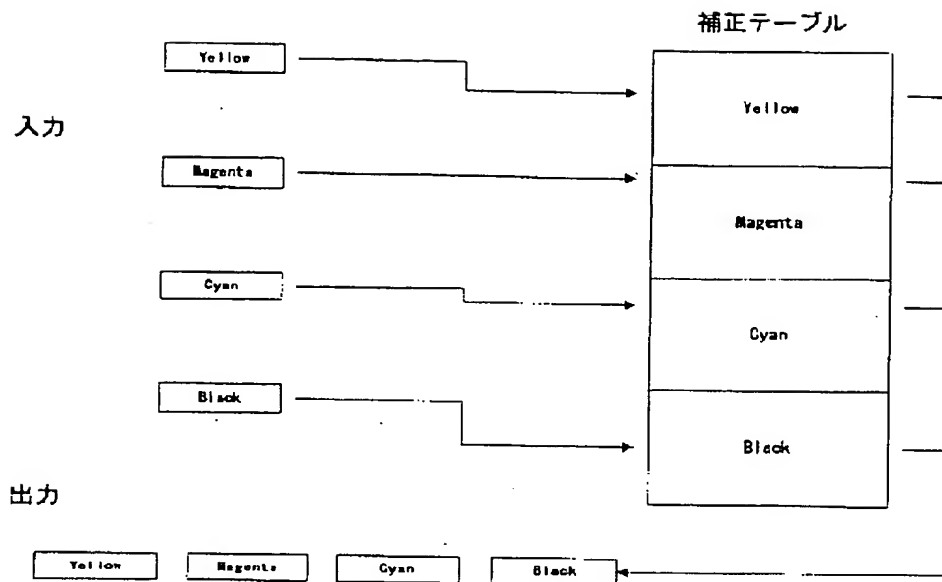 補正テーブル
Yellow
Yellow
入力
Magenta
Magenta
Cyan
Cyan
Black
Black
出力
Yellow Magenta Cyan Black